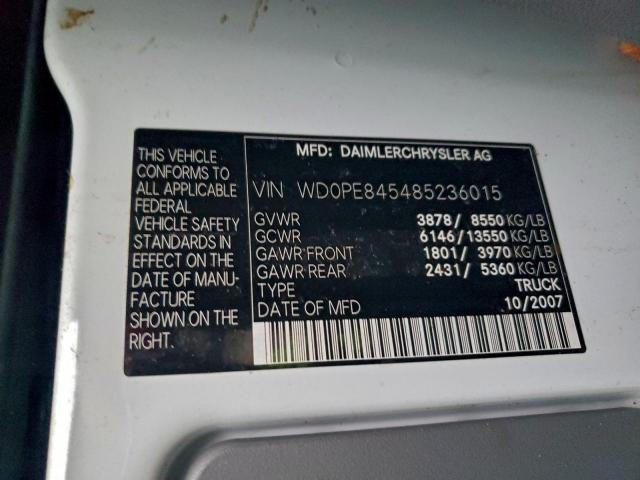 THIS VEHICLE
CONFORMS TO
ALL APPLICABLE
FEDERAL
VEHICLE SAFETY
STANDARDS IN
EFFECT ON THE
DATE OF MANU-
FACTURE
SHOWN ON THE
RIGHT.
MFD: DAIMLERCHRYSLER AG
VIN WD0PE845485236015
GVWR 3878/ 8550 KG/LB
GCWR 6146/13550 KG/LB
GAWR FRONT 1801/ 3970 KG/LB
GAWR REAR 2431/ 5360 KG/LB
TYPE TRUCK
DATE OF MFD 10/2007